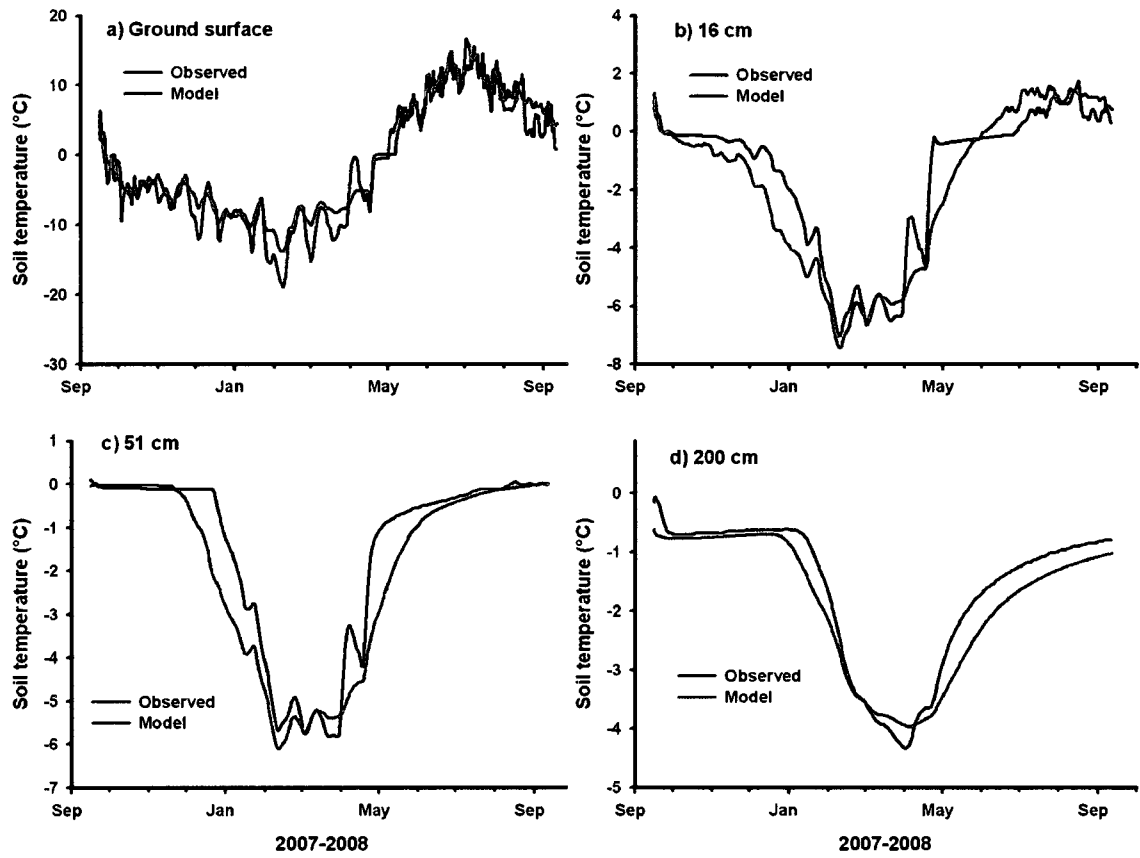 a) Ground surface
Observed
Model
Soil temperature (°C)
20
10
0
-10
-20
-30
Sep
Jan
May
Sep
b) 16 cm
Observed
Model
Soil temperature (°C)
4
2
0
-2
-4
-6
-8
Sep
Jan
May
Sep
c) 51 cm
Observed
Model
Soil temperature (°C)
1
0
-1
-2
-3
-4
-5
-6
-7
Sep
Jan
May
Sep
2007-2008
d) 200 cm
Observed
Model
Soil temperature (°C)
0
-1
-2
-3
-4
-5
Sep
Jan
May
Sep
2007-2008